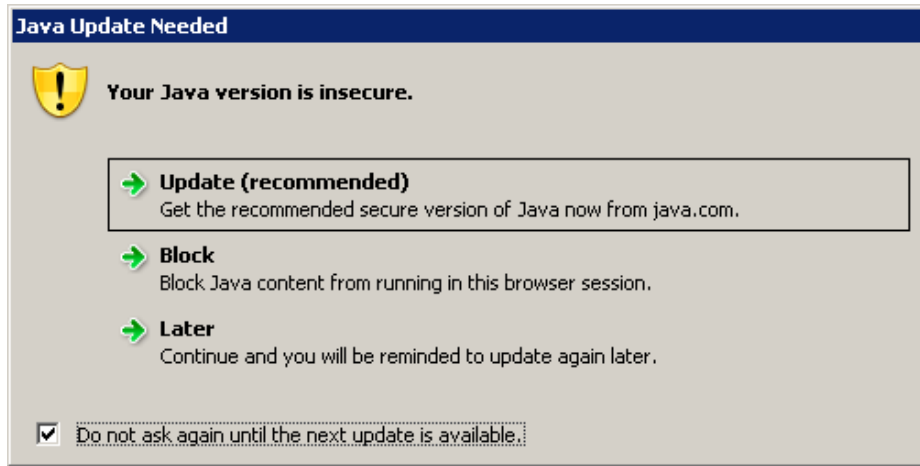 Java Update Needed
Your Java version is insecure.
Update (recommended)
Get the recommended secure version of Java now from java.com.
Block
Block Java content from running in this browser session.
Later
Continue and you will be reminded to update again later.
Do not ask again until the next update is available.